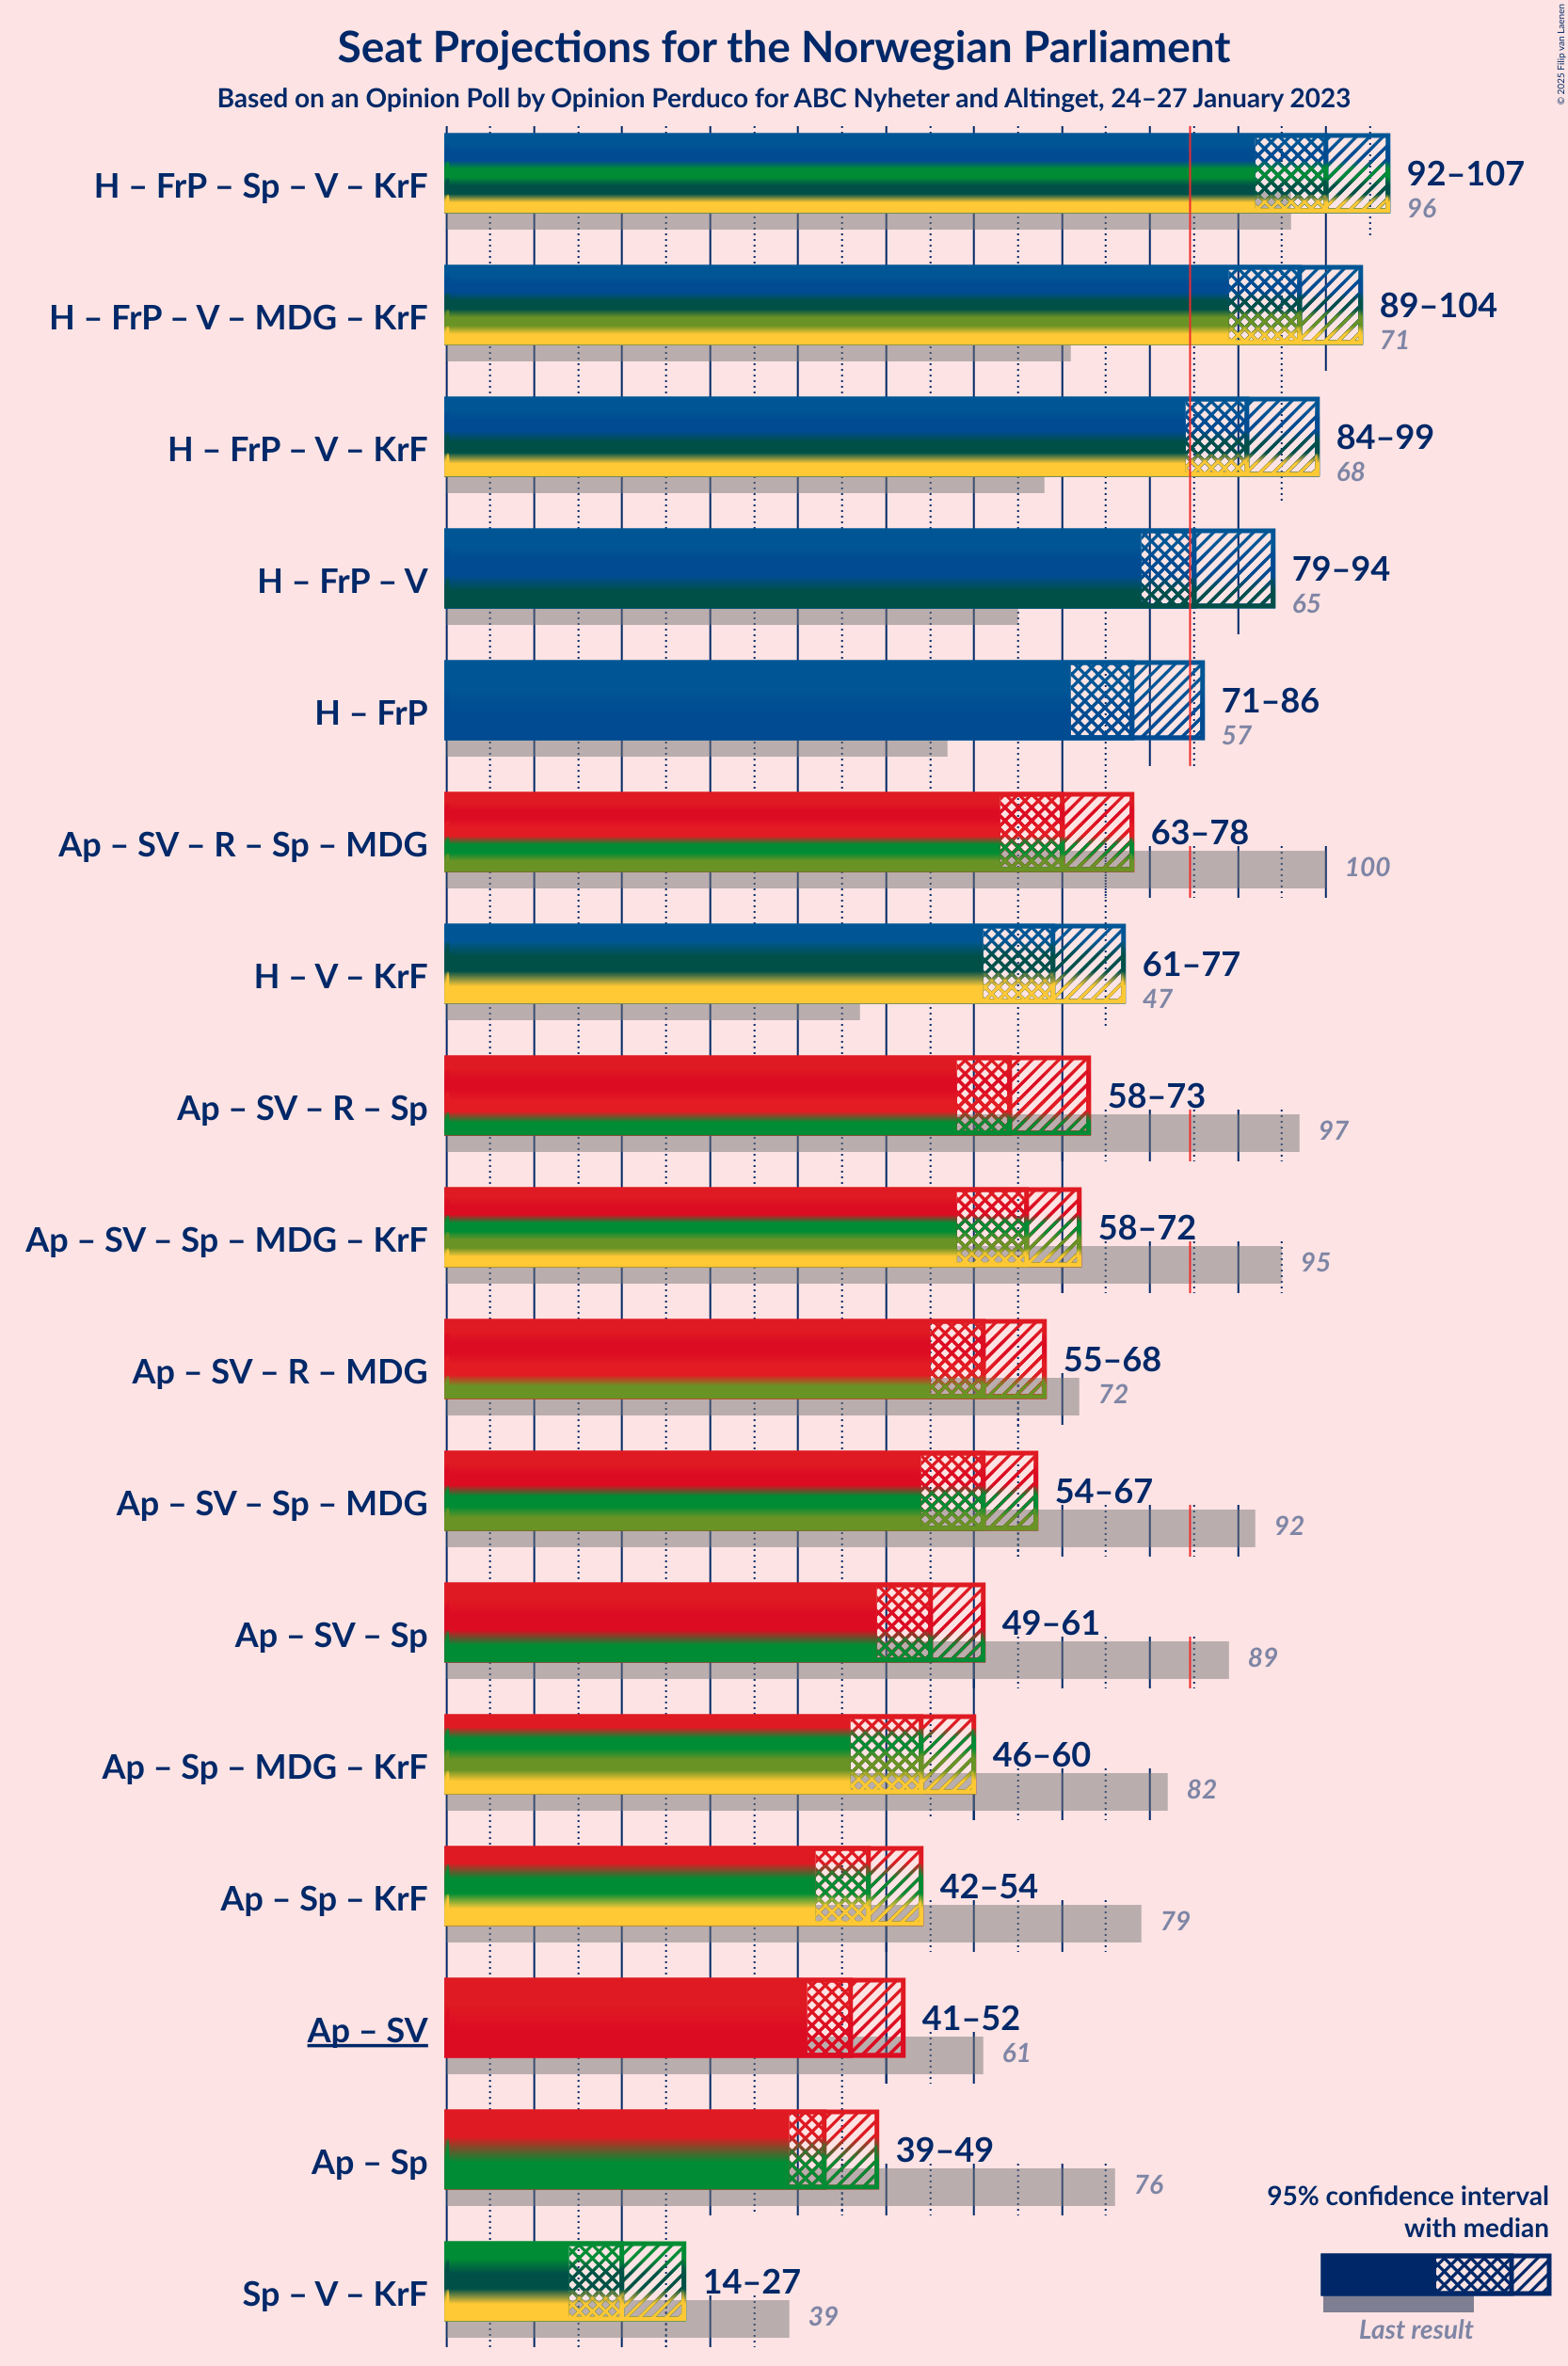 Seat Projections for the Norwegian Parliament
Based on an Opinion Poll by Opinion Perduco for ABC Nyheter and Altinget, 24–27 January 2023
© 2025 Filip van Laenen
H – FrP – Sp – V – KrF
92–107
96
H – FrP – V – MDG – KrF
89–104
71
H – FrP – V – KrF
84–99
68
H – FrP – V
79–94
65
H – FrP
71–86
57
Ap – SV – R – Sp – MDG
63–78
100
H – V – KrF
61–77
47
Ap – SV – R – Sp
58–73
97
Ap – SV – Sp – MDG – KrF
58–72
95
Ap – SV – R – MDG
55–68
72
Ap – SV – Sp – MDG
54–67
92
Ap – SV – Sp
49–61
89
Ap – Sp – MDG – KrF
46–60
82
Ap – Sp – KrF
42–54
79
Ap – SV
41–52
61
Ap – Sp
39–49
76
Sp – V – KrF
14–27
39
95% confidence interval
with median
Last result